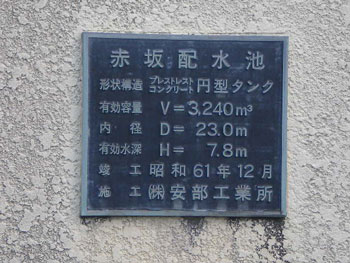 赤坂配水池
形状構造 プレストレストコンクリート 円型タンク
有効容量 V=3,240m³
内径 D=23.0m
有効水深 H=7.8m
竣工 昭和61年12月
施工 ㈱安部工業所